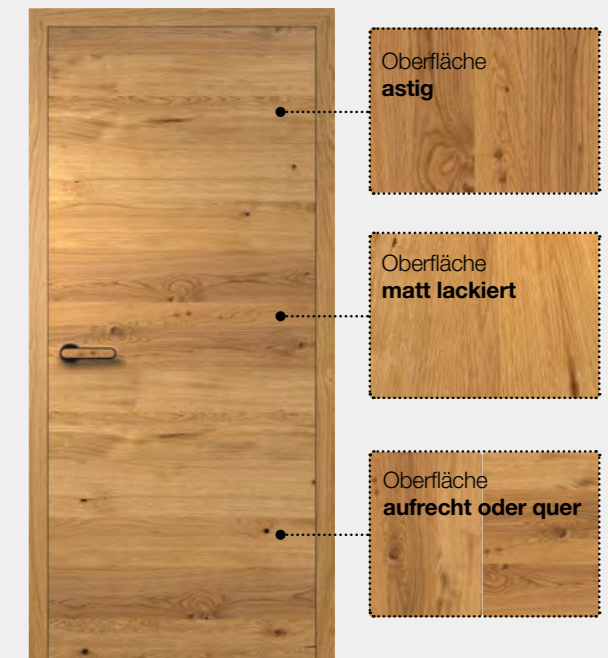 Oberfläche
astig
Oberfläche
matt lackiert
Oberfläche
aufrecht oder quer